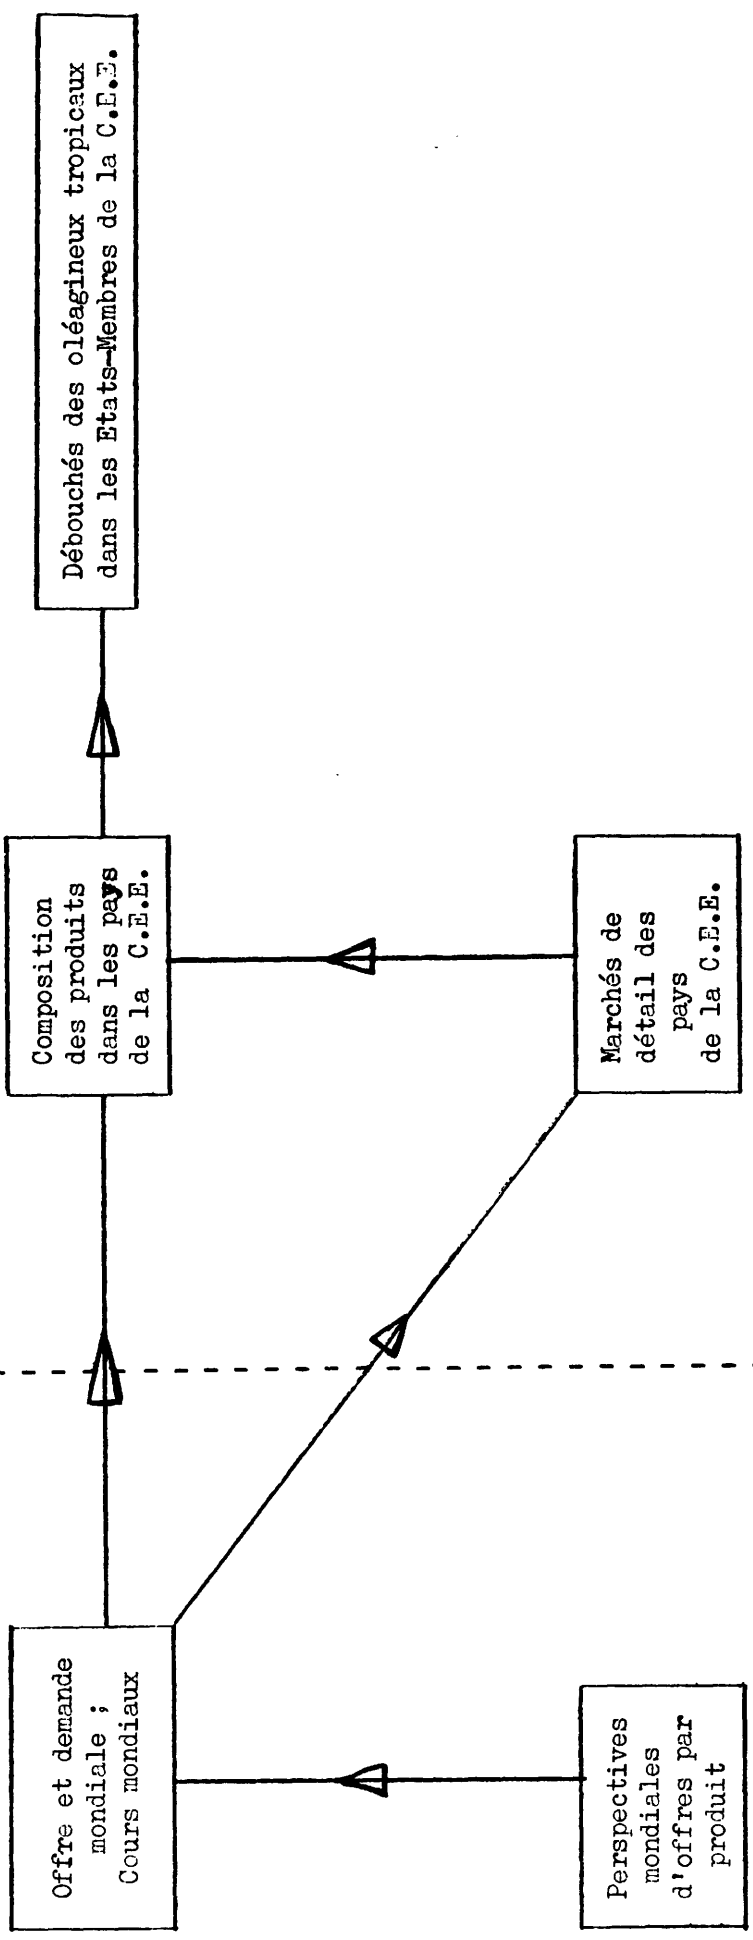 Offre et demande
mondiale ;
Cours mondiaux
Composition
des produits
dans les pays
de la C.E.E.
Débouchés des oléagineux tropicaux
dans les Etats-Membres de la C.E.E.
Perspectives
mondiales
d'offres par
produit
Marchés de
détail des
pays
de la C.E.E.